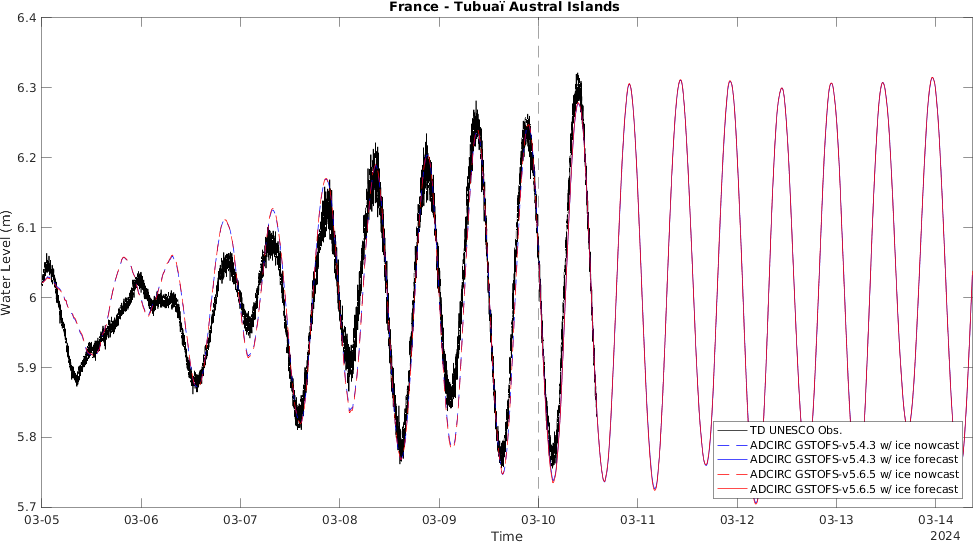 France - Tubuaï Austral Islands
6.4
6.3
6.2
6.1
6
5.9
5.8
5.7
Water Level (m)
TD UNESCO Obs.
ADCIRC GSTOFS-v5.4.3 w/ ice nowcast
ADCIRC GSTOFS-v5.4.3 w/ ice forecast
ADCIRC GSTOFS-v5.6.5 w/ ice nowcast
ADCIRC GSTOFS-v5.6.5 w/ ice forecast
03-05 03-06 03-07 03-08 03-09 03-10 03-11 03-12 03-13 03-14
2024
Time